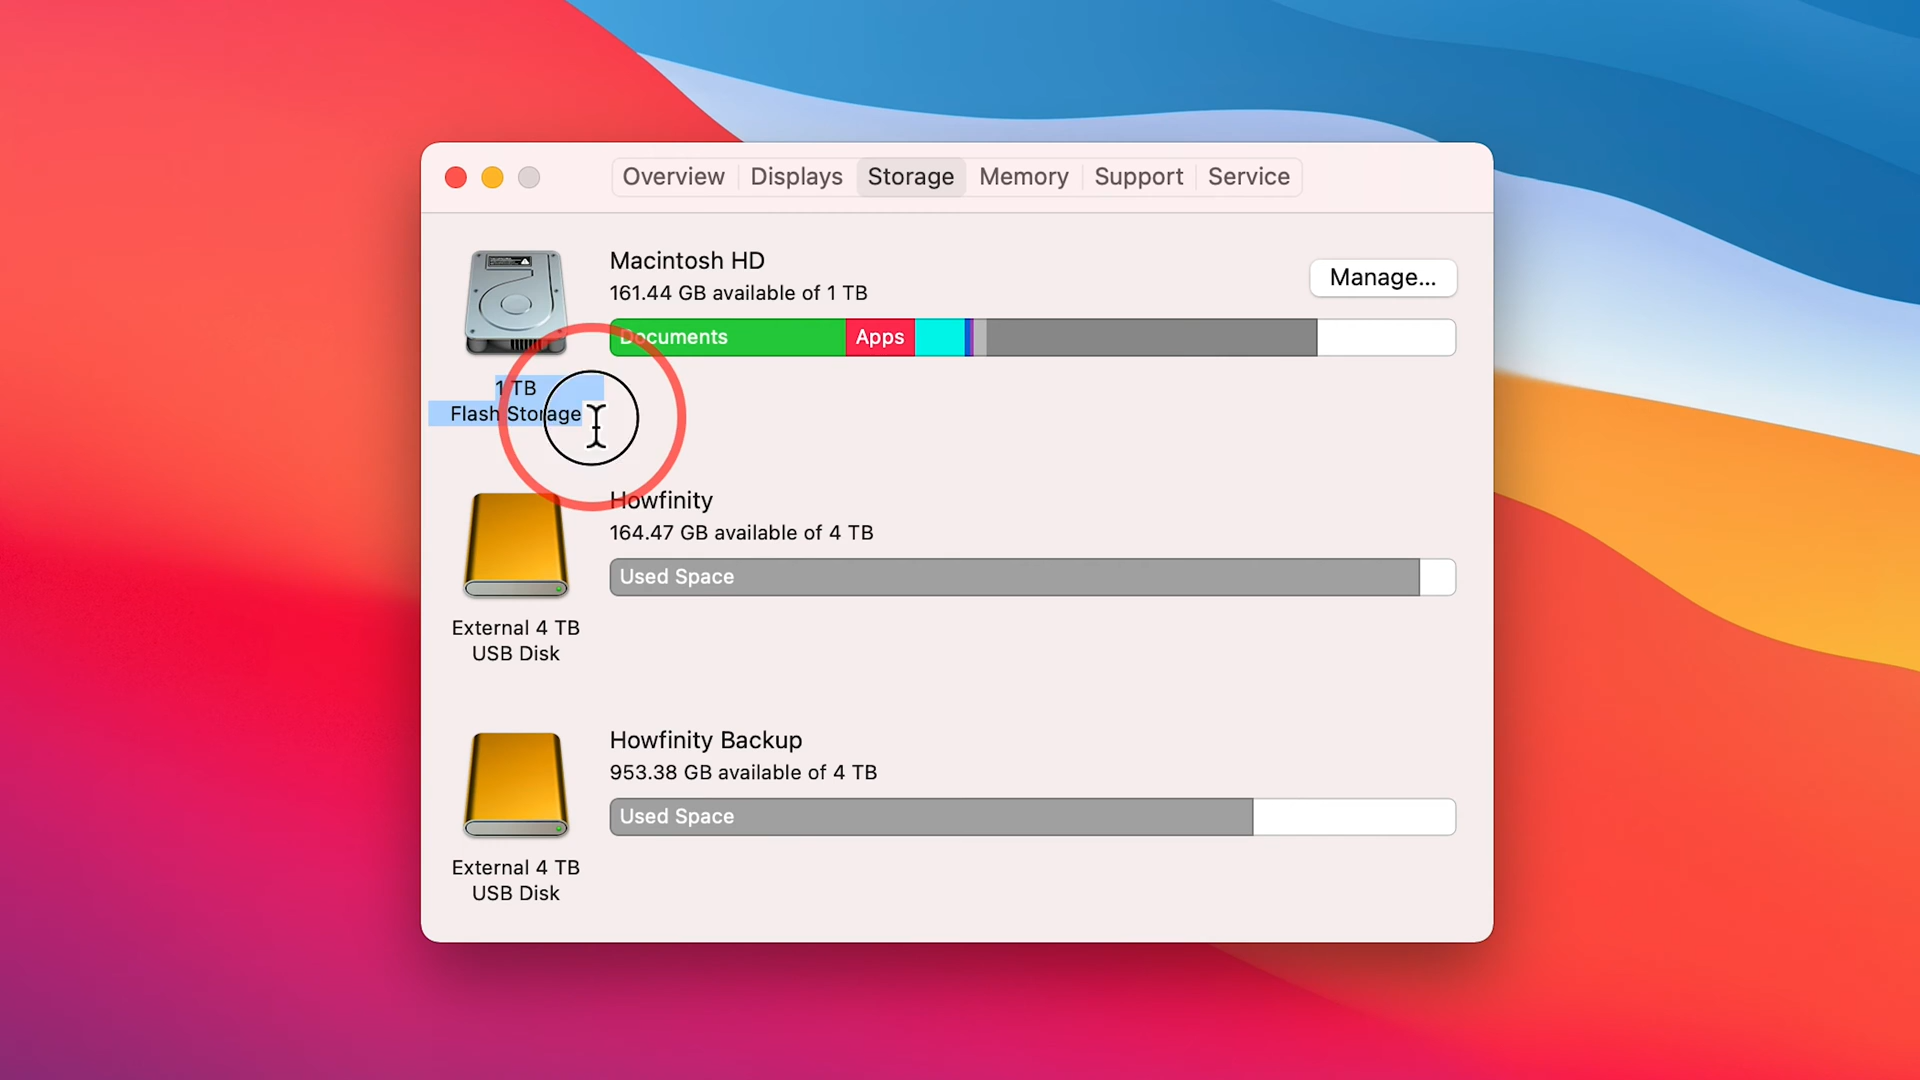 Overview Displays Storage Memory Support Service
Macintosh HD
161.44 GB available of 1 TB
Manage...
Documents Apps
1 TB
Flash Storage
Howfinity
164.47 GB available of 4 TB
Used Space
External 4 TB
USB Disk
Howfinity Backup
953.38 GB available of 4 TB
Used Space
External 4 TB
USB Disk